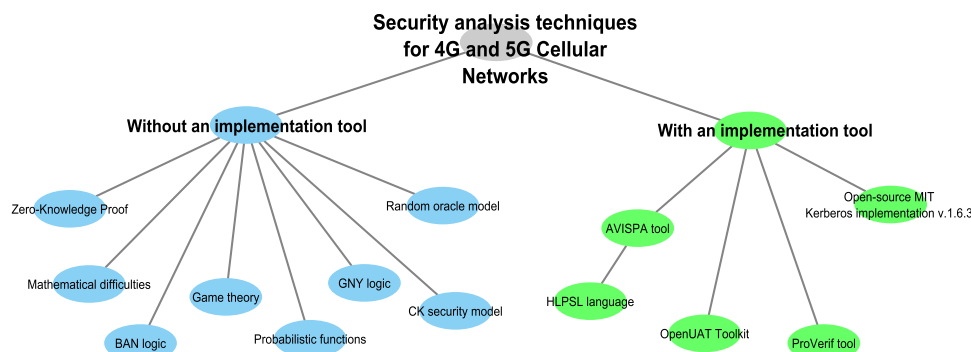 Security analysis techniques
for 4G and 5G Cellular
Networks
Without an implementation tool
With an implementation tool
Zero-Knowledge Proof
Random oracle model
Open-source MIT
Kerberos implementation v.1.6.3
AVISPA tool
Mathematical difficulties
GNY logic
Game theory
HLPSL language
CK security model
BAN logic
Probabilistic functions
OpenUAT Toolkit
ProVerif tool